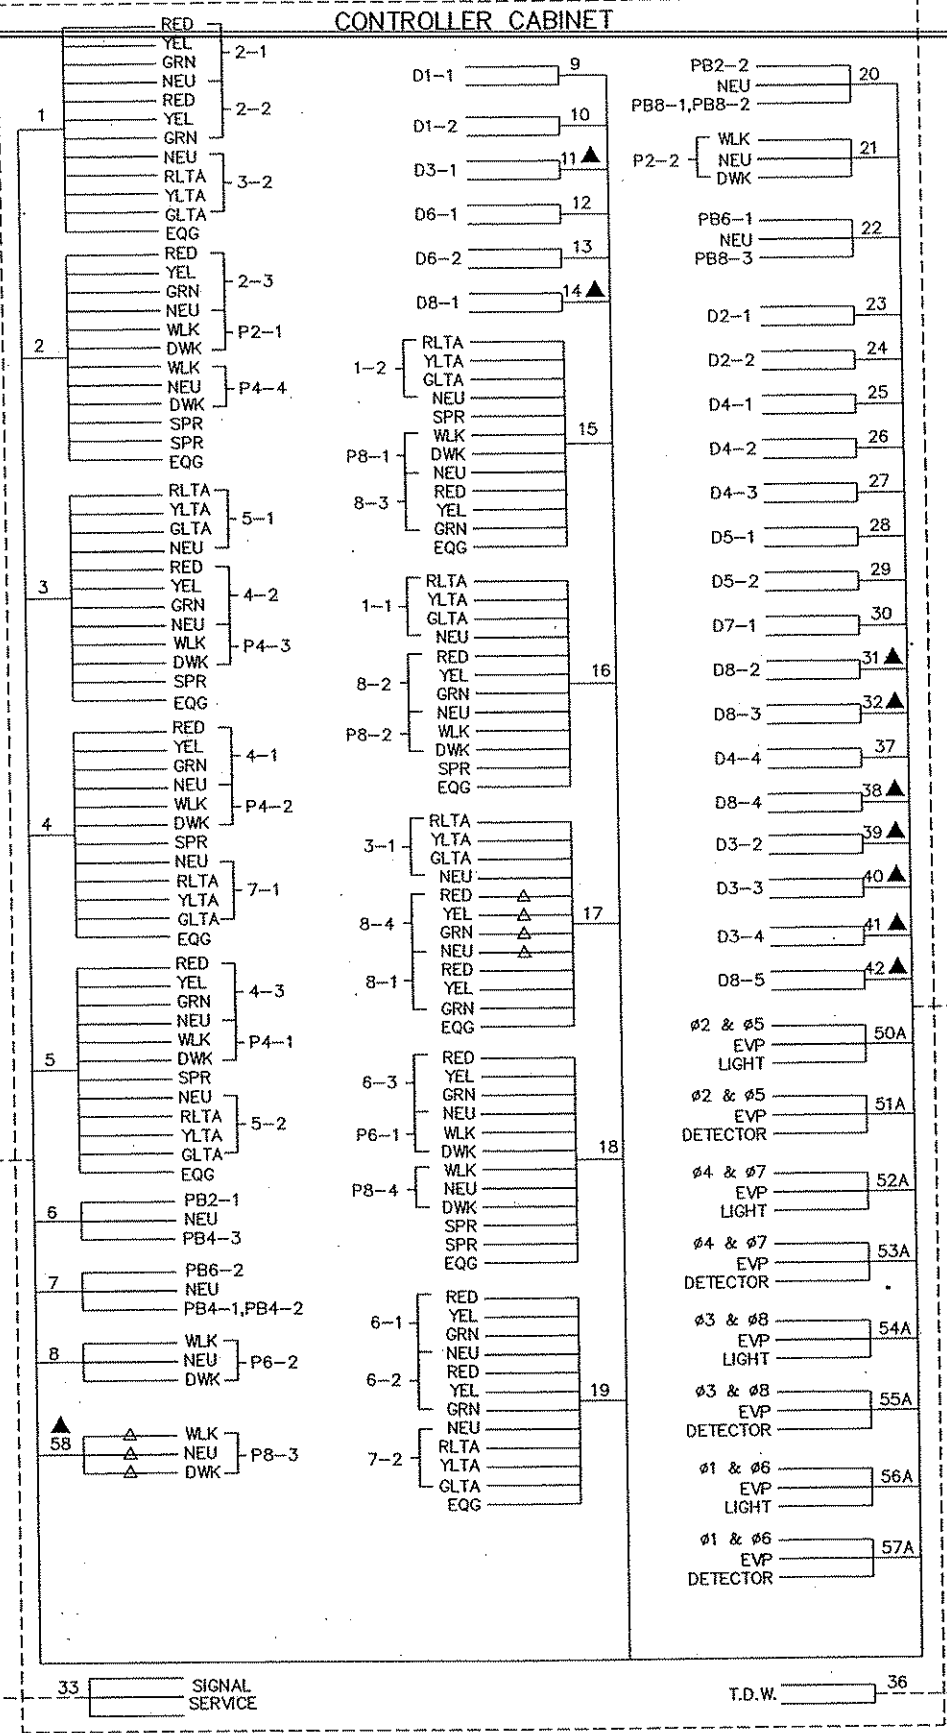 CONTROLLER CABINET
1
RED
YEL
GRN
NEU
2-1
RED
YEL
GRN
2-2
NEU
RLTA
YLTA
GLTA
3-2
EQG
2
RED
YEL
GRN
NEU
2-3
WLK
DWK
P2-1
WLK
NEU
DWK
P4-4
SPR
SPR
EQG
3
RLTA
YLTA
GLTA
NEU
5-1
RED
YEL
GRN
NEU
4-2
WLK
DWK
P4-3
SPR
EQG
4
RED
YEL
GRN
NEU
4-1
WLK
DWK
P4-2
SPR
NEU
RLTA
YLTA
GLTA
7-1
EQG
5
RED
YEL
GRN
NEU
4-3
WLK
DWK
P4-1
SPR
NEU
RLTA
YLTA
GLTA
5-2
EQG
6
PB2-1
NEU
PB4-3
7
PB6-2
NEU
PB4-1,PB4-2
8
WLK
NEU
DWK
P6-2
58
WLK
NEU
DWK
P8-3
D1-1 9
D1-2 10
D3-1 11
D6-1 12
D6-2 13
D8-1 14
1-2
RLTA
YLTA
GLTA
NEU
SPR
15
P8-1
WLK
DWK
NEU
8-3
RED
YEL
GRN
EQG
1-1
RLTA
YLTA
GLTA
NEU
16
8-2
RED
YEL
GRN
NEU
P8-2
WLK
DWK
SPR
EQG
3-1
RLTA
YLTA
GLTA
NEU
17
8-4
RED
YEL
GRN
NEU
8-1
RED
YEL
GRN
EQG
6-3
RED
YEL
GRN
NEU
P6-1
WLK
DWK
18
P8-4
WLK
NEU
DWK
SPR
SPR
EQG
6-1
RED
YEL
GRN
NEU
6-2
RED
YEL
GRN
19
7-2
NEU
RLTA
YLTA
GLTA
EQG
PB2-2
NEU
PB8-1,PB8-2
20
P2-2
WLK
NEU
DWK
21
PB6-1
NEU
PB8-3
22
D2-1 23
D2-2 24
D4-1 25
D4-2 26
D4-3 27
D5-1 28
D5-2 29
D7-1 30
D8-2 31
D8-3 32
D4-4 37
D8-4 38
D3-2 39
D3-3 40
D3-4 41
D8-5 42
ø2 & ø5
EVP
LIGHT
50A
ø2 & ø5
EVP
DETECTOR
51A
ø4 & ø7
EVP
LIGHT
52A
ø4 & ø7
EVP
DETECTOR
53A
ø3 & ø8
EVP
LIGHT
54A
ø3 & ø8
EVP
DETECTOR
55A
ø1 & ø6
EVP
LIGHT
56A
ø1 & ø6
EVP
DETECTOR
57A
33
SIGNAL
SERVICE
T.D.W. 36